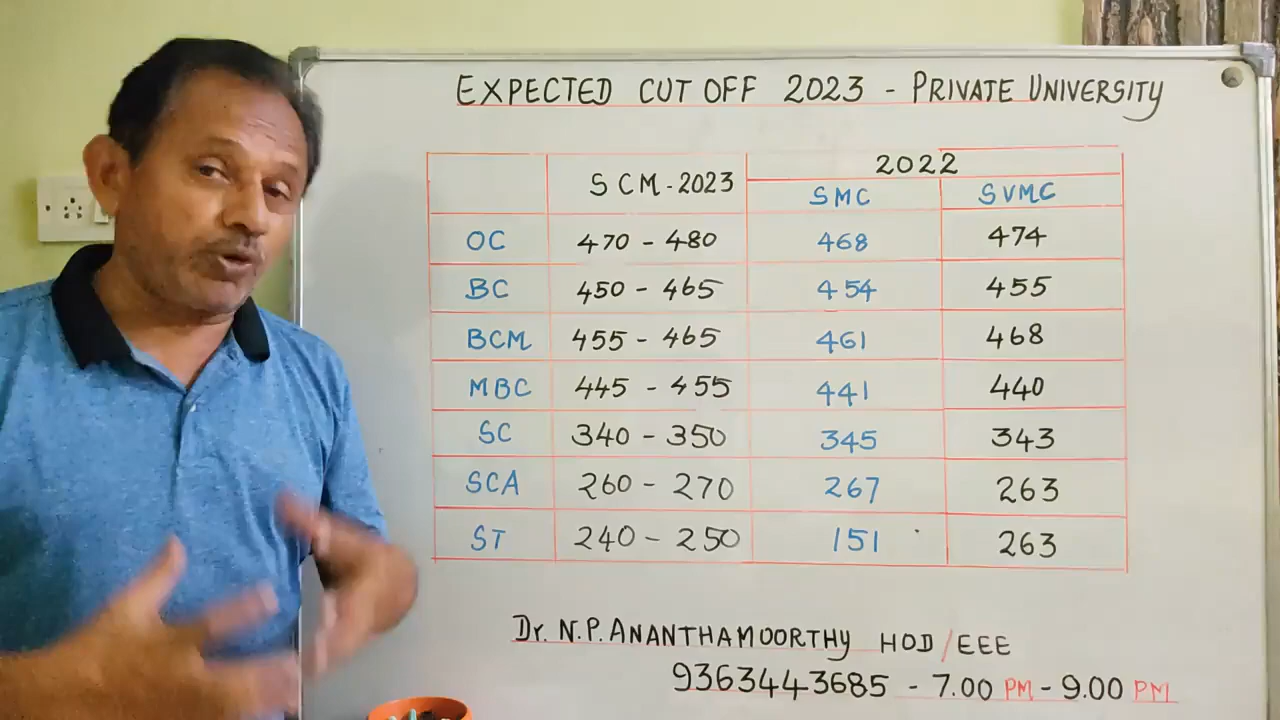 EXPECTED CUT OFF 2023 - PRIVATE UNIVERSITY
SCM-2023 2022
SMC SVMC
OC 470 - 480 468 474
BC 450 - 465 454 455
BCM 455 - 465 461 468
MBC 445 - 455 441 440
SC 340 - 350 345 343
SCA 260 - 270 267 263
ST 240 - 250 151 263
Dr. N.P. ANANTHAMOORTHY HOD/EEE
9363443685 - 7.00 PM - 9.00 PM